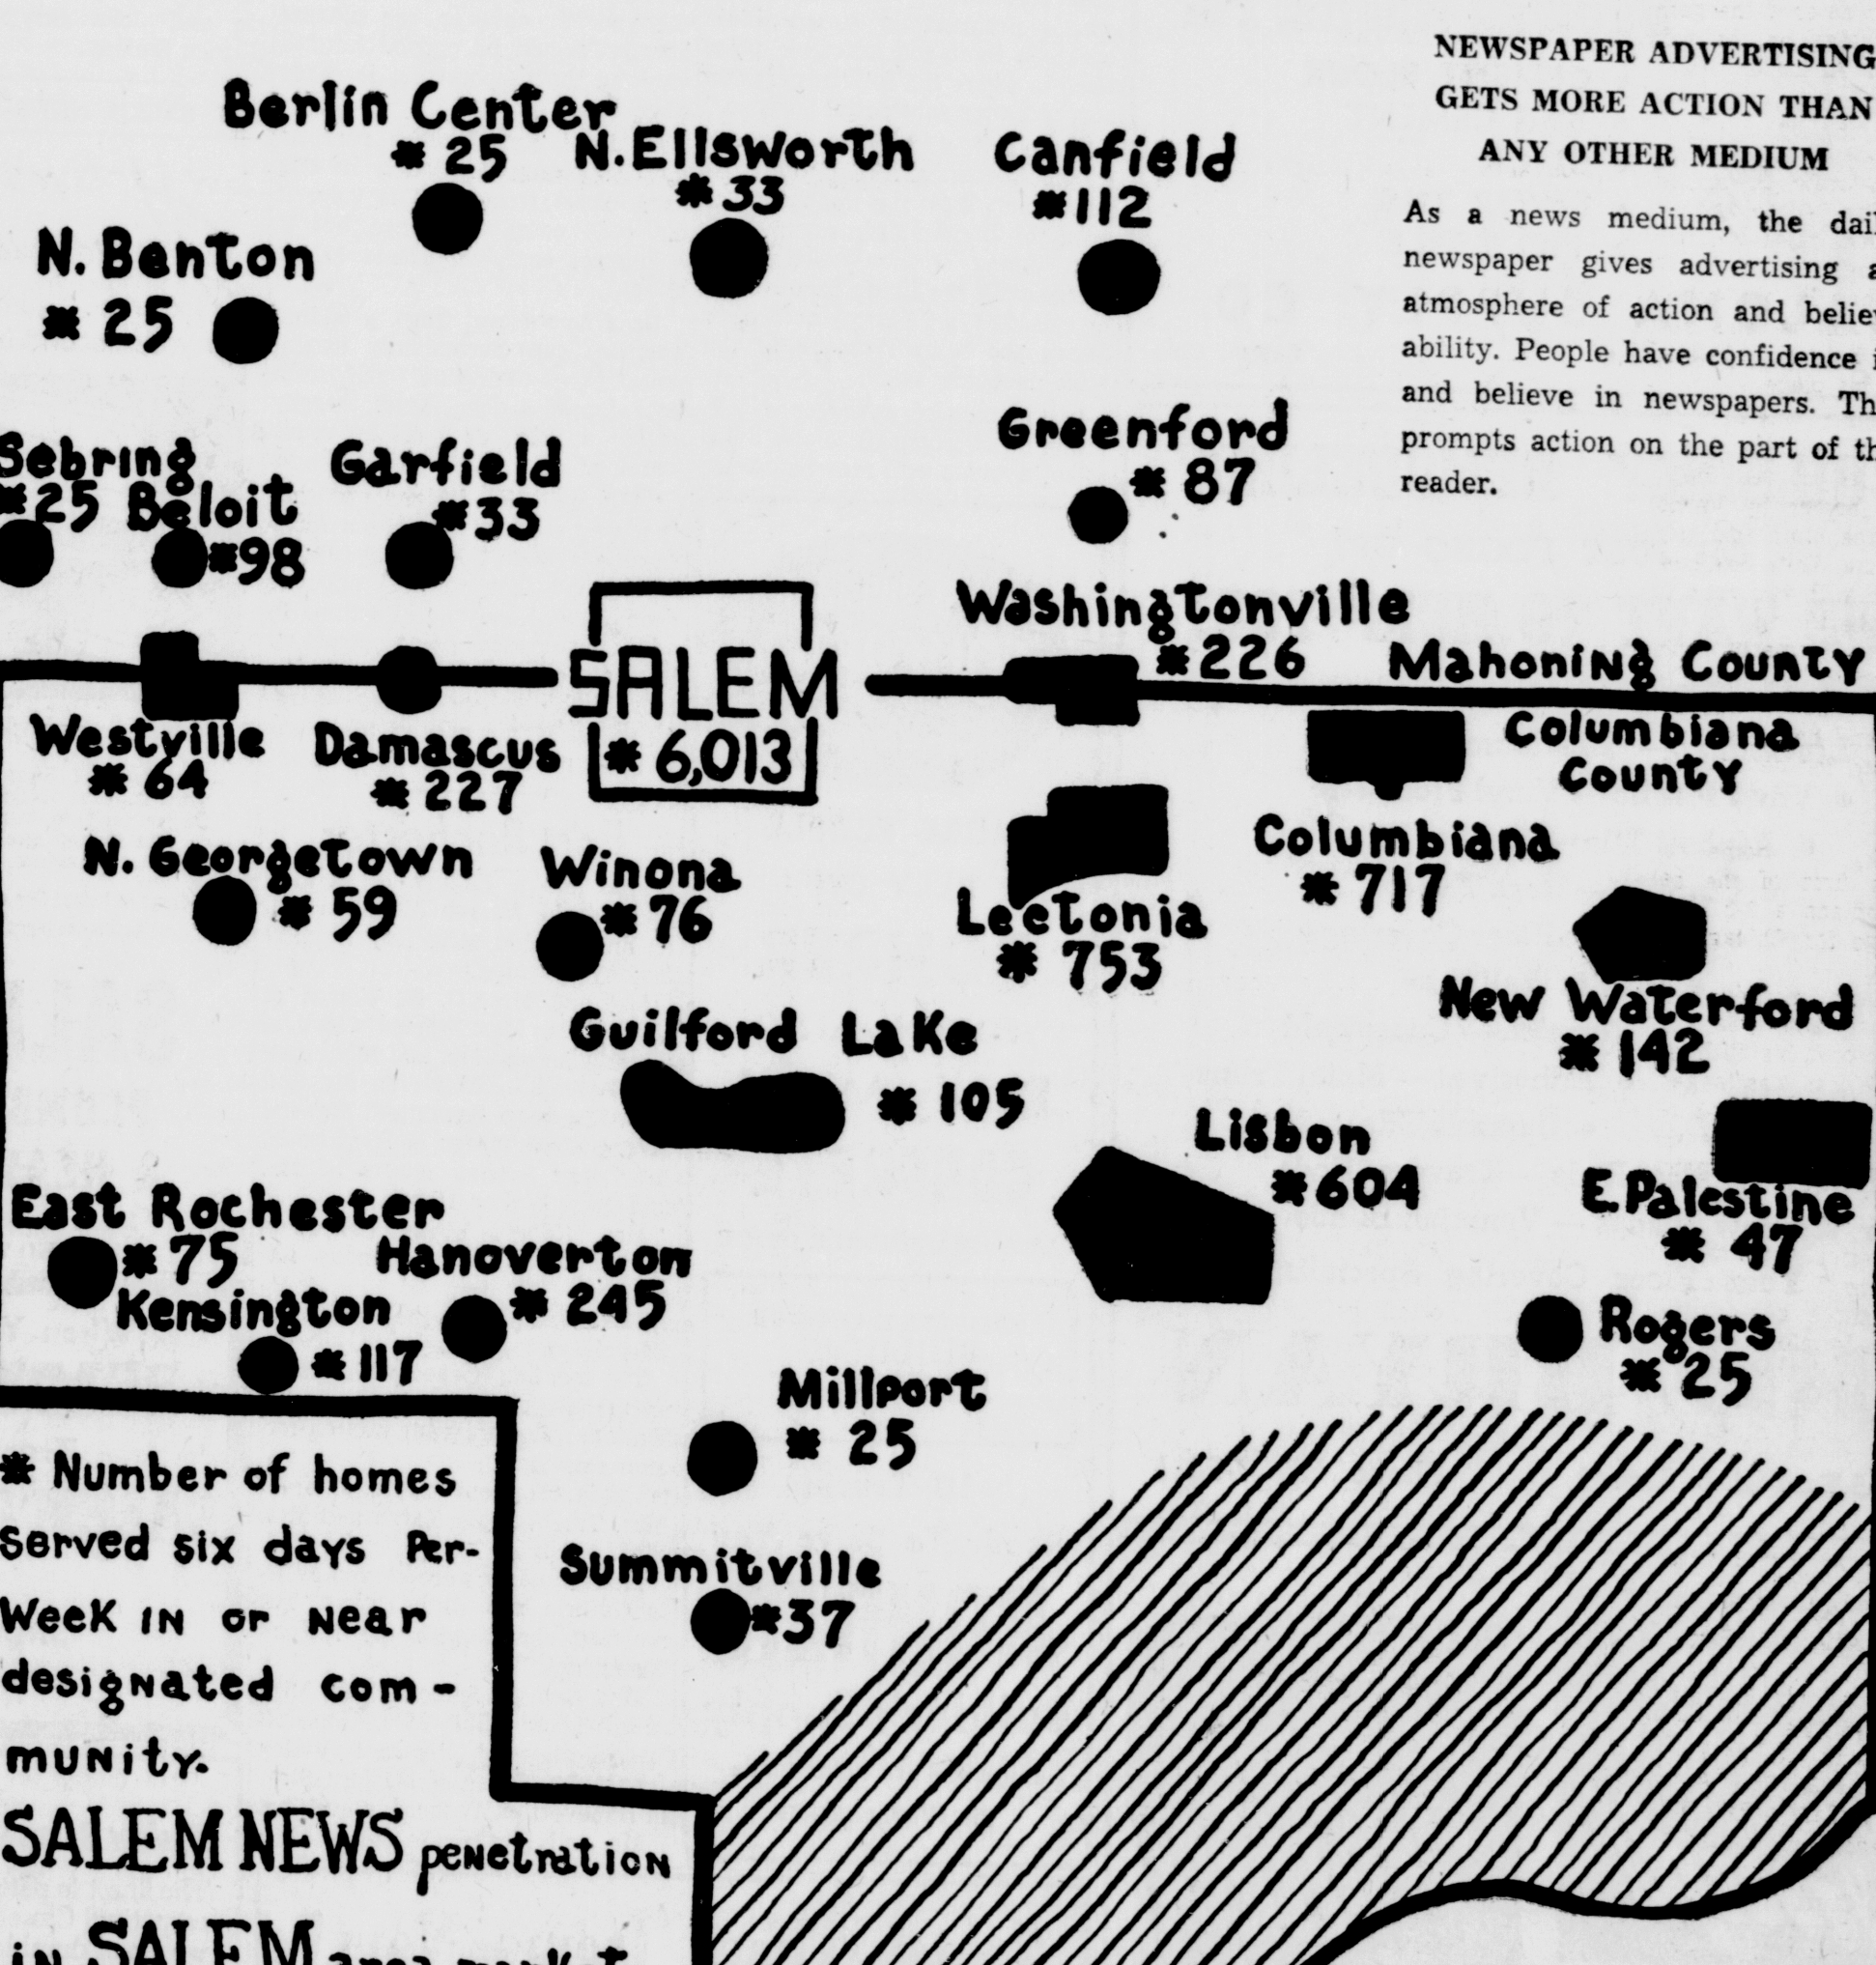 NEWSPAPER ADVERTISING
GETS MORE ACTION THAN
ANY OTHER MEDIUM
As a news medium, the
newspaper gives advertising
atmosphere of action and
ability. People have confidence
and believe in newspapers.
prompts action on the part of
reader.
Berlin Center
* 25
N. Ellsworth
* 33
Canfield
* 112
N. Benton
* 25
Greenford
* 87
Sebring
* 25
Beloit
* 98
Garfield
* 33
SALEM
* 6,013
Washingtonville
* 226
Mahoning County
Columbiana
County
Westville
* 64
Damascus
* 227
N. Georgetown
* 59
Winona
* 76
Leetonia
* 753
Columbiana
* 717
New Waterford
* 142
Guilford Lake
* 105
Lisbon
* 604
E. Palestine
* 47
East Rochester
* 75
Hanoverton
* 245
Kensington
* 117
Rogers
* 25
Millport
* 25
Summitville
* 37
* Number of homes
served six days Per-
Week IN or Near
designated com-
munity.
SALEM NEWS penetration
in SALEM area market